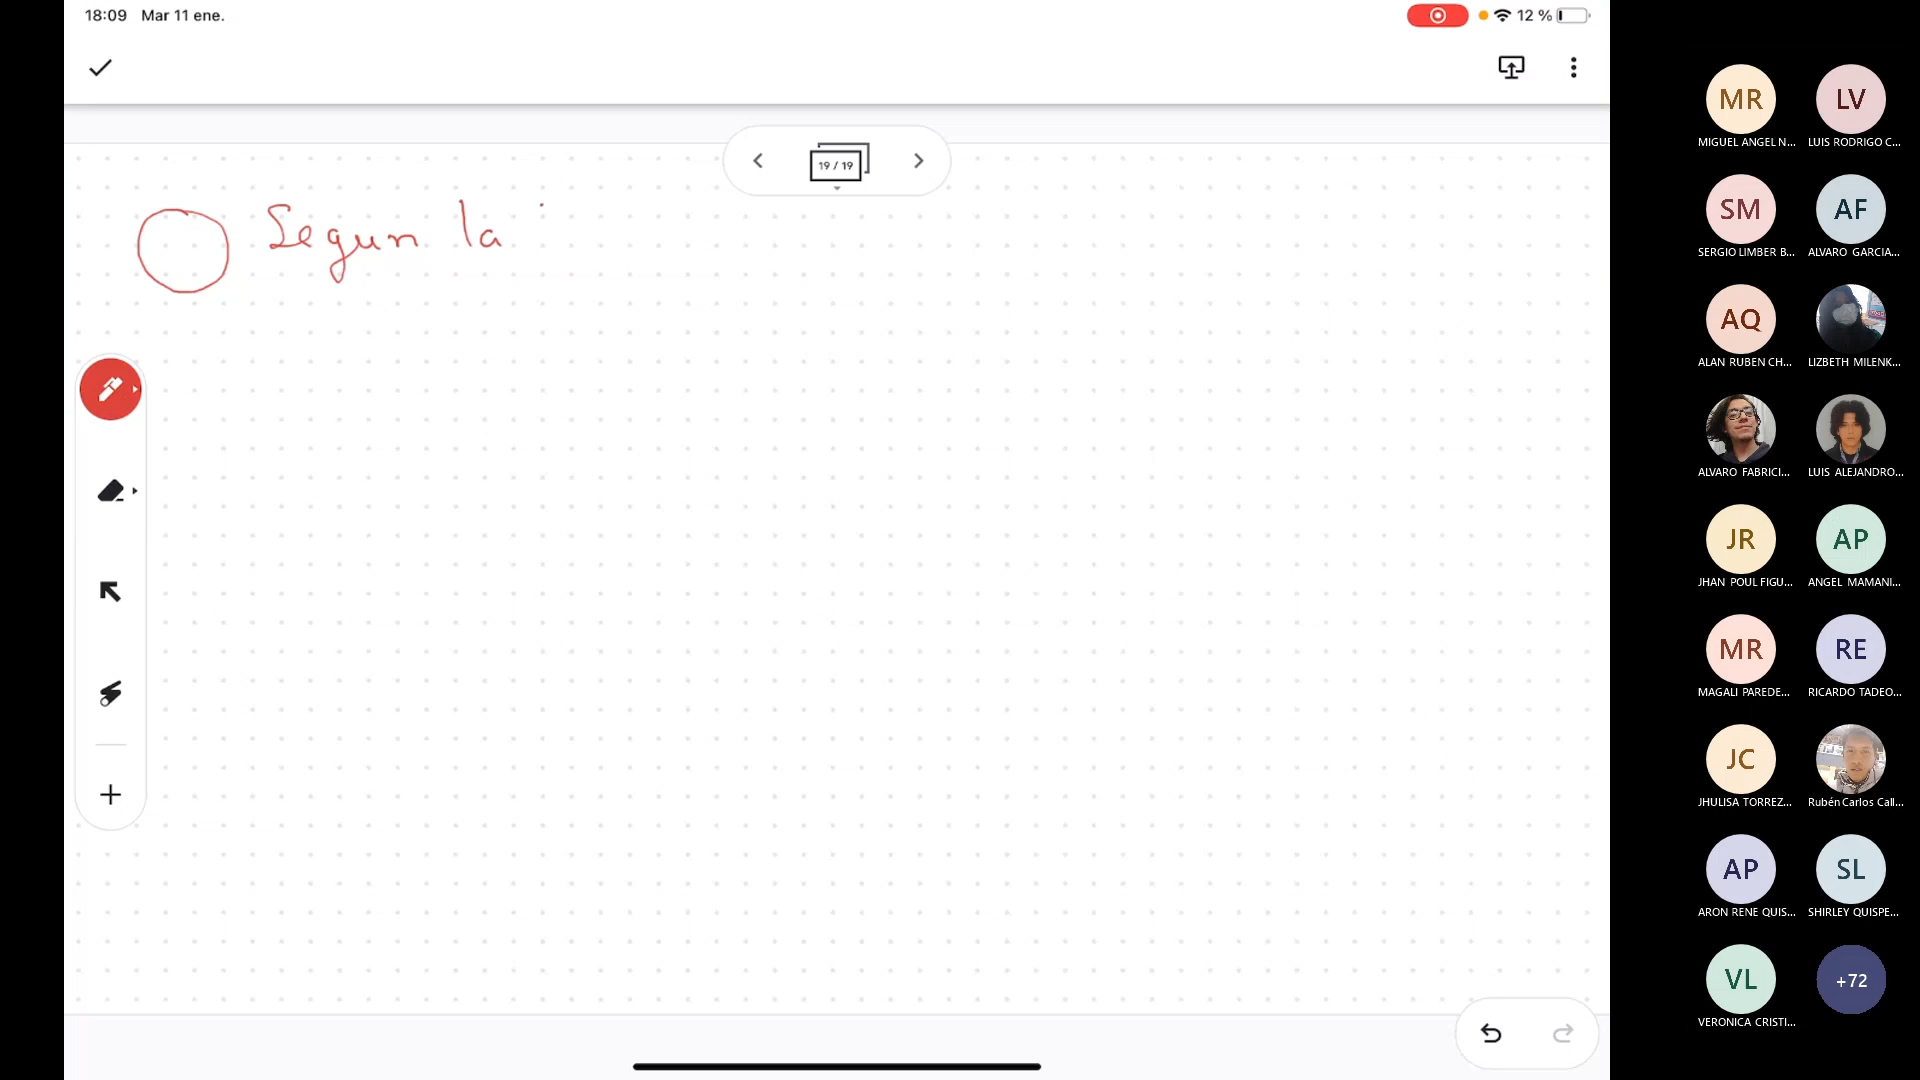 18:09 Mar 11 ene.
12 %
19 / 19
Segun la
MR
MIGUEL ANGEL N...
LV
LUIS RODRIGO C...
SM
SERGIO LIMBER B...
AF
ALVARO GARCIA...
AQ
ALAN RUBEN CH...
LIZBETH MILENK...
ALVARO FABRICI...
LUIS ALEJANDRO...
JR
JHAN POUL FIGU...
AP
ANGEL MAMANI...
MR
MAGALI PAREDE...
RE
RICARDO TADEO...
JC
JHULISA TORREZ...
Rubén Carlos Call...
AP
ARON RENE QUIS...
SL
SHIRLEY QUISPE...
VL
VERONICA CRISTI...
+72